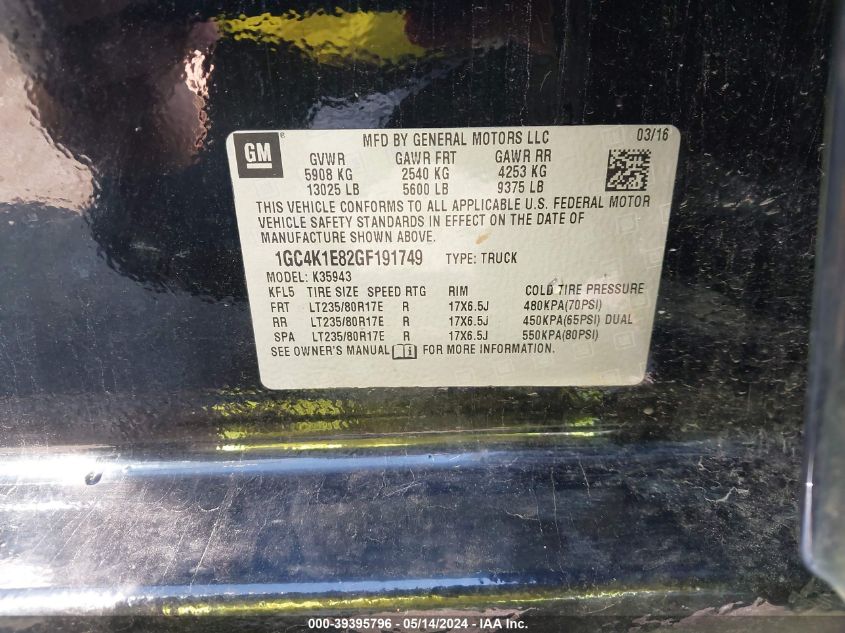 GM ® MFD BY GENERAL MOTORS LLC 03/16
GVWR GAWR FRT GAWR RR
5908 KG 2540 KG 4253 KG
13025 LB 5600 LB 9375 LB
THIS VEHICLE CONFORMS TO ALL APPLICABLE U.S. FEDERAL MOTOR
VEHICLE SAFETY STANDARDS IN EFFECT ON THE DATE OF
MANUFACTURE SHOWN ABOVE.
1GC4K1E82GF191749 TYPE: TRUCK
MODEL: K35943
KFL5 TIRE SIZE SPEED RTG RIM COLD TIRE PRESSURE
FRT LT235/80R17E R 17X6.5J 480KPA(70PSI)
RR LT235/80R17E R 17X6.5J 450KPA(65PSI) DUAL
SPA LT235/80R17E R 17X6.5J 550KPA(80PSI)
SEE OWNER'S MANUAL FOR MORE INFORMATION.
000-39395796 - 05/14/2024 - IAA Inc.